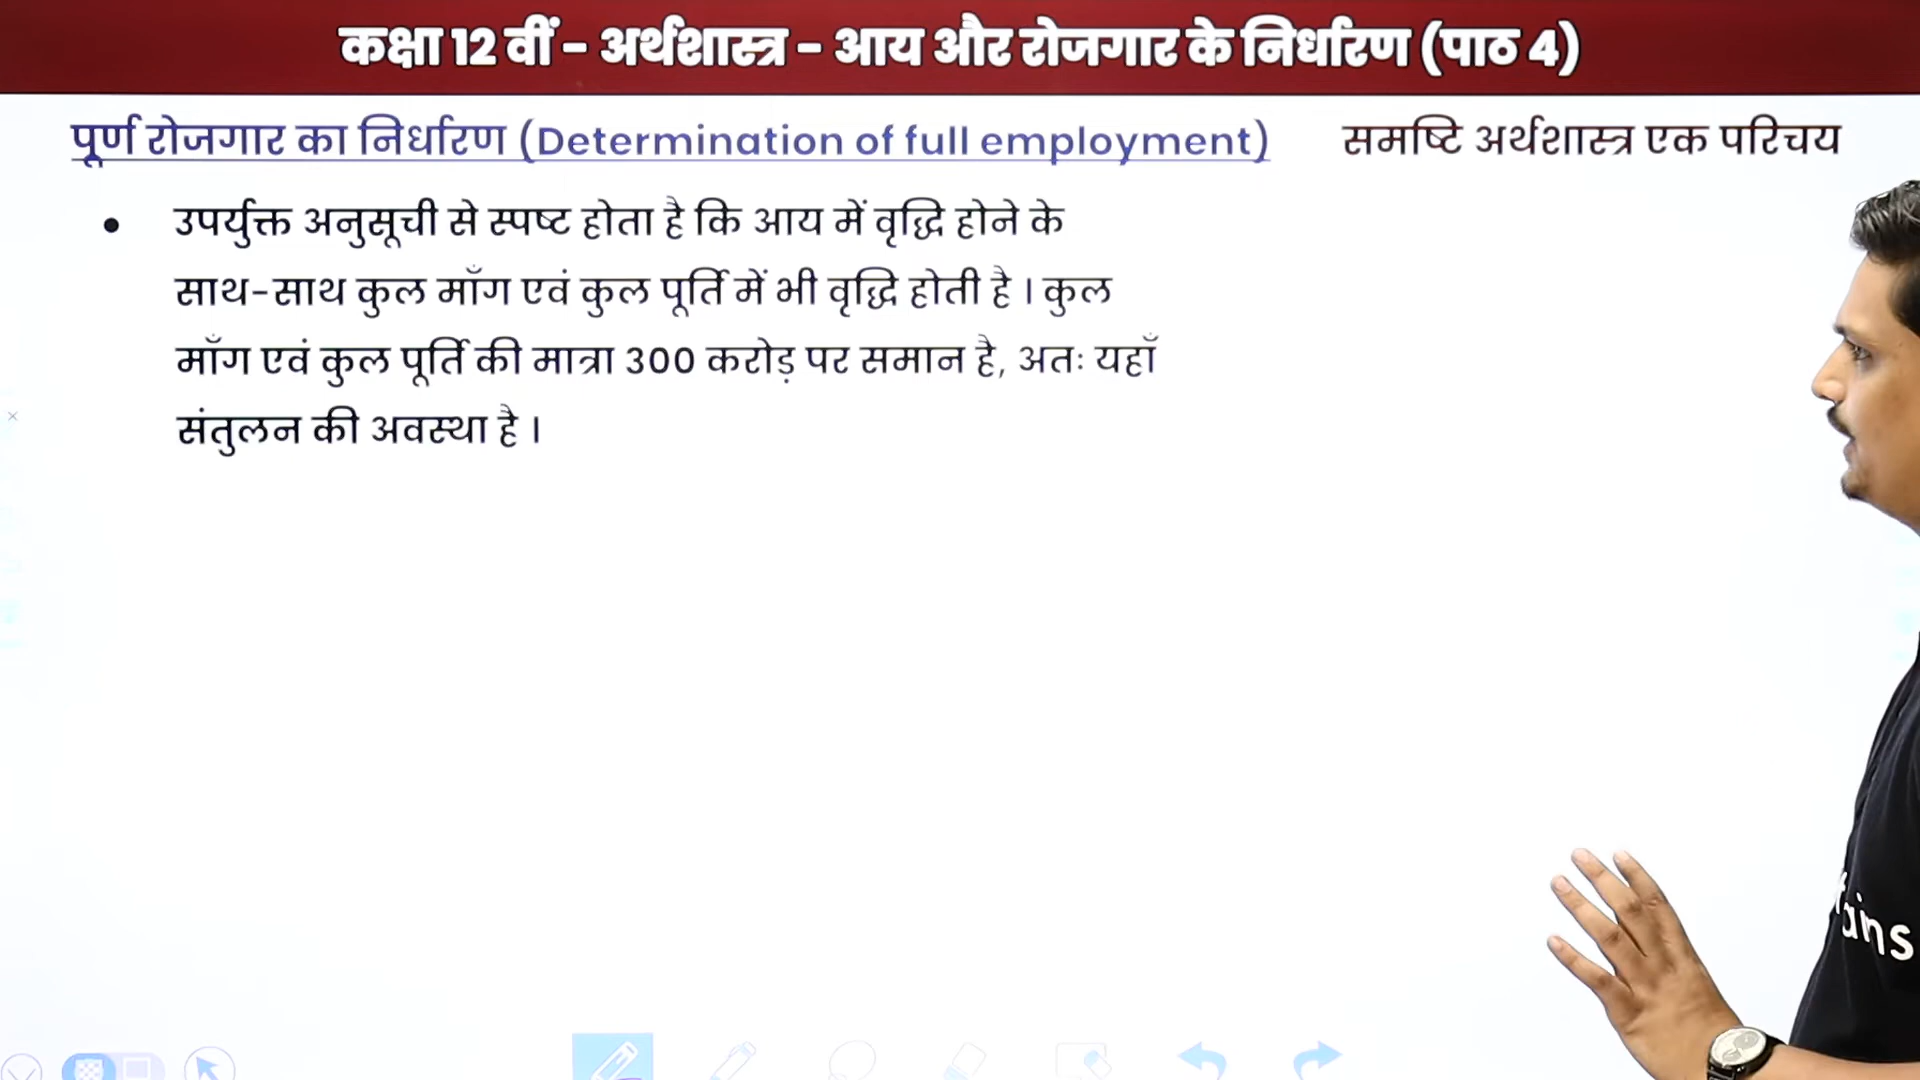 कक्षा 12 वीं - अर्थशास्त्र - आय और रोजगार के निर्धारण (पाठ 4)
पूर्ण रोजगार का निर्धारण (Determination of full employment) समष्टि अर्थशास्त्र एक परिचय
• उपर्युक्त अनुसूची से स्पष्ट होता है कि आय में वृद्धि होने के
साथ-साथ कुल माँग एवं कुल पूर्ति में भी वृद्धि होती है । कुल
माँग एवं कुल पूर्ति की मात्रा 300 करोड़ पर समान है, अतः यहाँ
संतुलन की अवस्था है ।